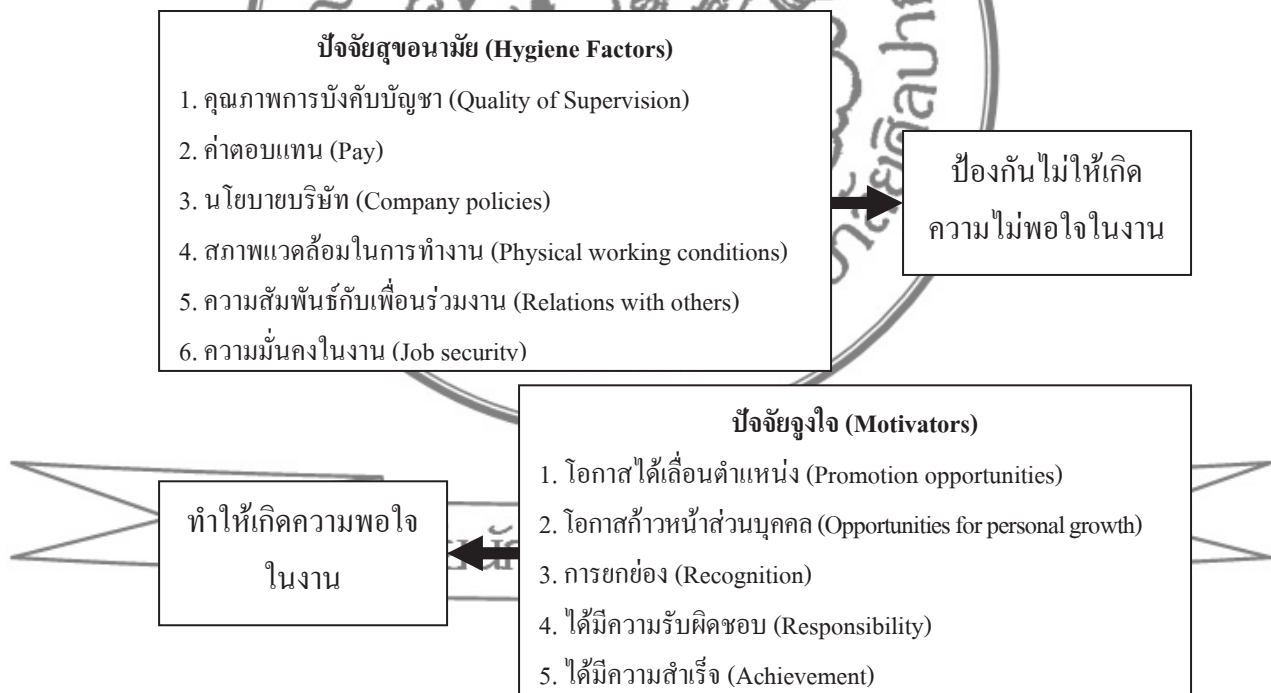 ปัจจัยสุขอนามัย (Hygiene Factors)
1. คุณภาพการบังคับบัญชา (Quality of Supervision)
2. ค่าตอบแทน (Pay)
3. นโยบายบริษัท (Company policies)
4. สภาพแวดล้อมในการทำงาน (Physical working conditions)
5. ความสัมพันธ์กับเพื่อนร่วมงาน (Relations with others)
6. ความมั่นคงในงาน (Job security)
ป้องกันไม่ให้เกิด
ความไม่พอใจในงาน
ปัจจัยจูงใจ (Motivators)
1. โอกาสได้เลื่อนตำแหน่ง (Promotion opportunities)
2. โอกาสก้าวหน้าส่วนบุคคล (Opportunities for personal growth)
3. การยกย่อง (Recognition)
4. ได้มีความรับผิดชอบ (Responsibility)
5. ได้มีความสำเร็จ (Achievement)
ทำให้เกิดความพอใจ
ในงาน